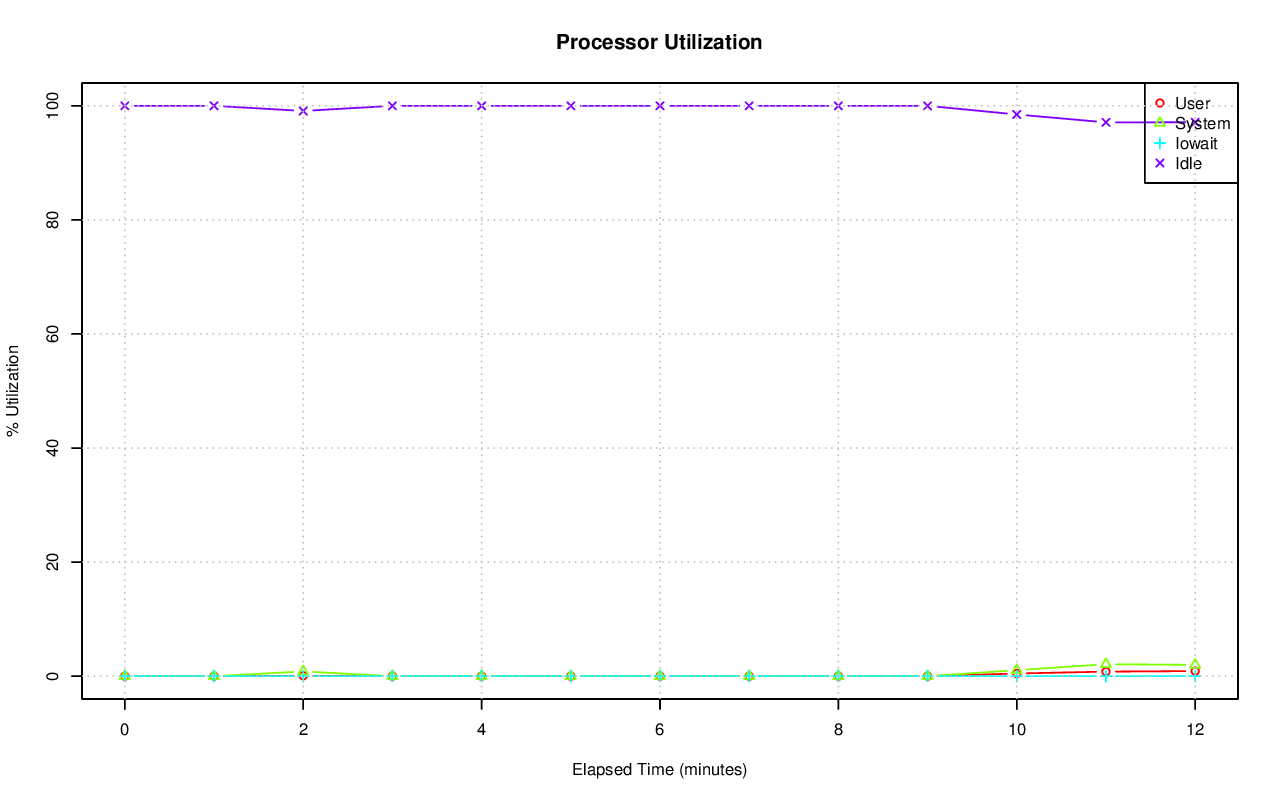 Processor Utilization
User
System
Iowait
Idle
% Utilization
100
80
60
40
20
0
0 2 4 6 8 10 12
Elapsed Time (minutes)